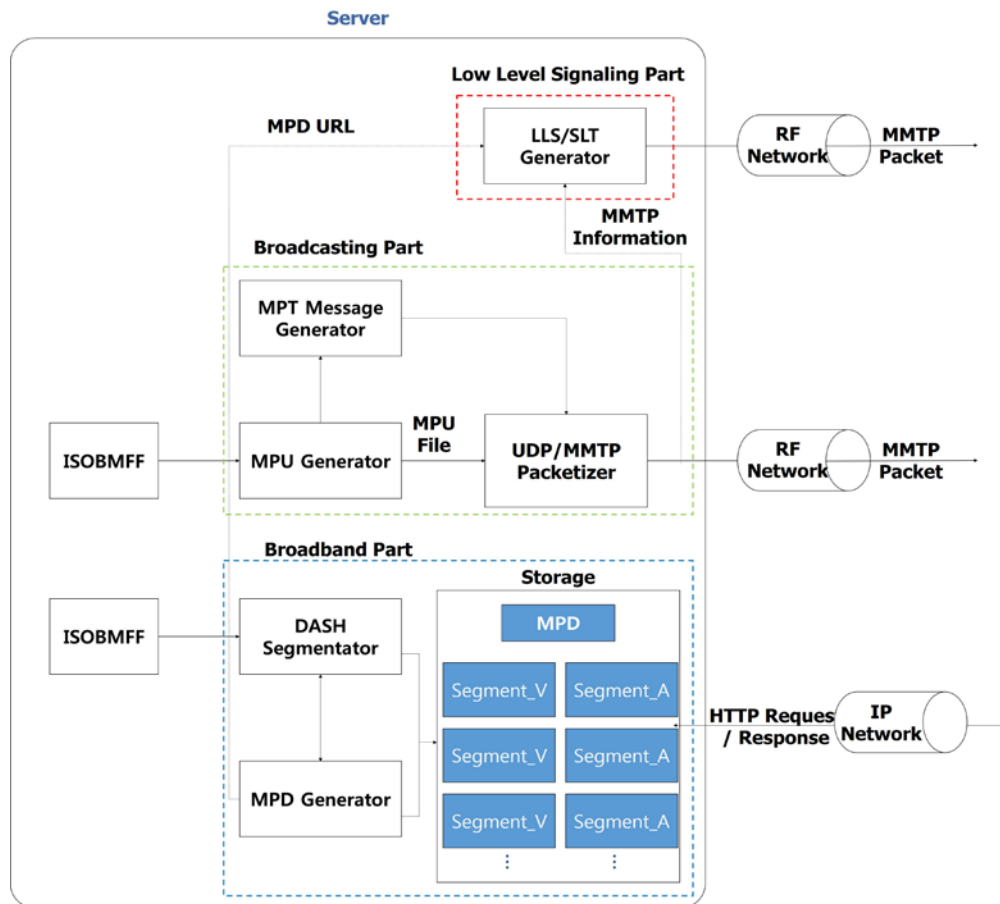 Server
Low Level Signaling Part
MPD URL
LLS/SLT
Generator
RF
Network
MMTP
Packet
MMTP
Information
Broadcasting Part
MPT Message
Generator
ISOBMFF
MPU Generator
MPU
File
UDP/MMTP
Packetizer
RF
Network
MMTP
Packet
Broadband Part
Storage
ISOBMFF
DASH
Segmentator
MPD
Segment_V
Segment_A
HTTP Reques
/ Response
IP
Network
Segment_V
Segment_A
MPD Generator
Segment_V
Segment_A